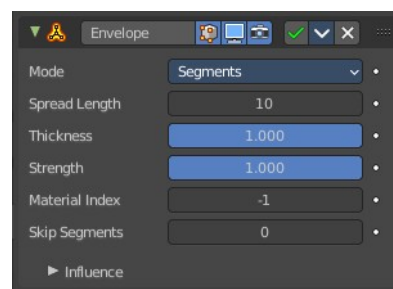 Envelope
Mode Segments
Spread Length 10
Thickness 1.000
Strength 1.000
Material Index -1
Skip Segments 0
Influence